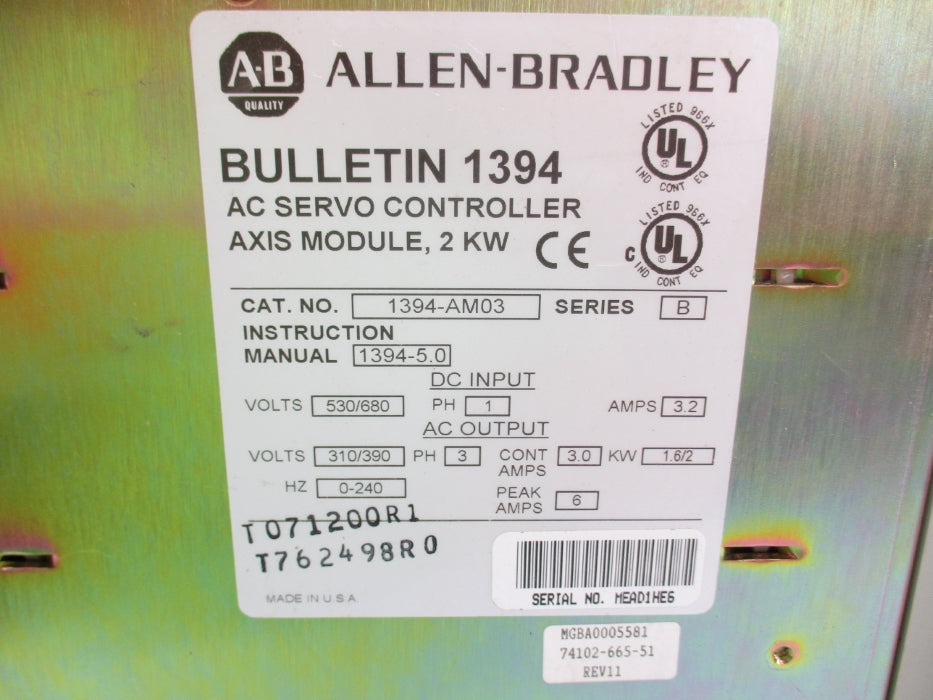 A-B
QUALITY
ALLEN-BRADLEY
LISTED 966X
UL
®
IND CONT EQ
BULLETIN 1394
AC SERVO CONTROLLER
AXIS MODULE, 2 KW
CE
LISTED 966X
C UL
®
IND CONT EQ
CAT. NO. 1394-AM03 SERIES B
INSTRUCTION
MANUAL 1394-5.0
DC INPUT
VOLTS 530/680 PH 1 AMPS 3.2
AC OUTPUT
VOLTS 310/390 PH 3 CONT AMPS 3.0 KW 1.6/2
HZ 0-240 PEAK AMPS 6
T071200R1
T762498R0
MADE IN U.S.A.
SERIAL NO. MEAD1HE6
MGBA0005581
74102-665-51
REV11